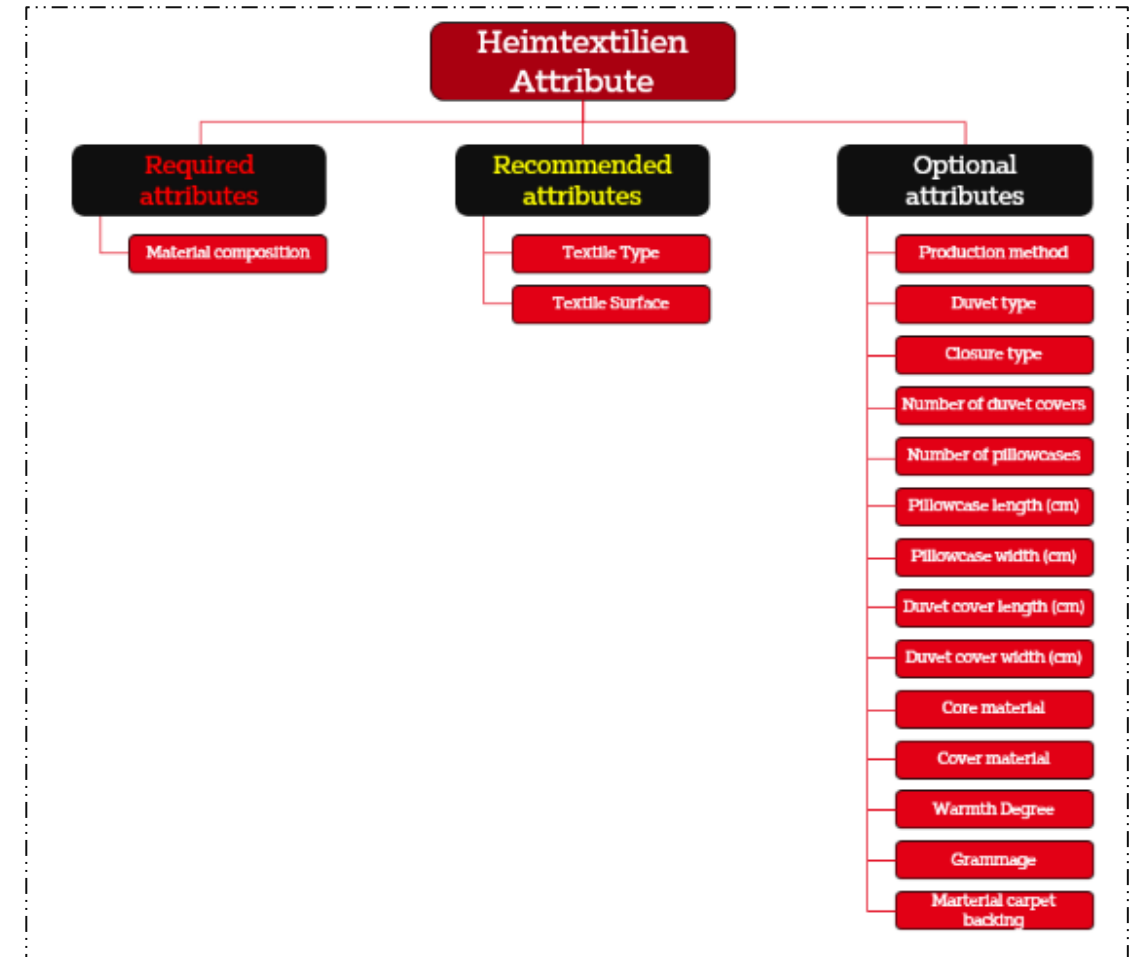 Heimtextilien
Attribute
Required
attributes
Material composition
Recommended
attributes
Textile Type
Textile Surface
Optional
attributes
Production method
Duvet type
Closure type
Number of duvet covers
Number of pillowcases
Pillowcase length (cm)
Pillowcase width (cm)
Duvet cover length (cm)
Duvet cover width (cm)
Core material
Cover material
Warmth Degree
Grammage
Marterial carpet
backing